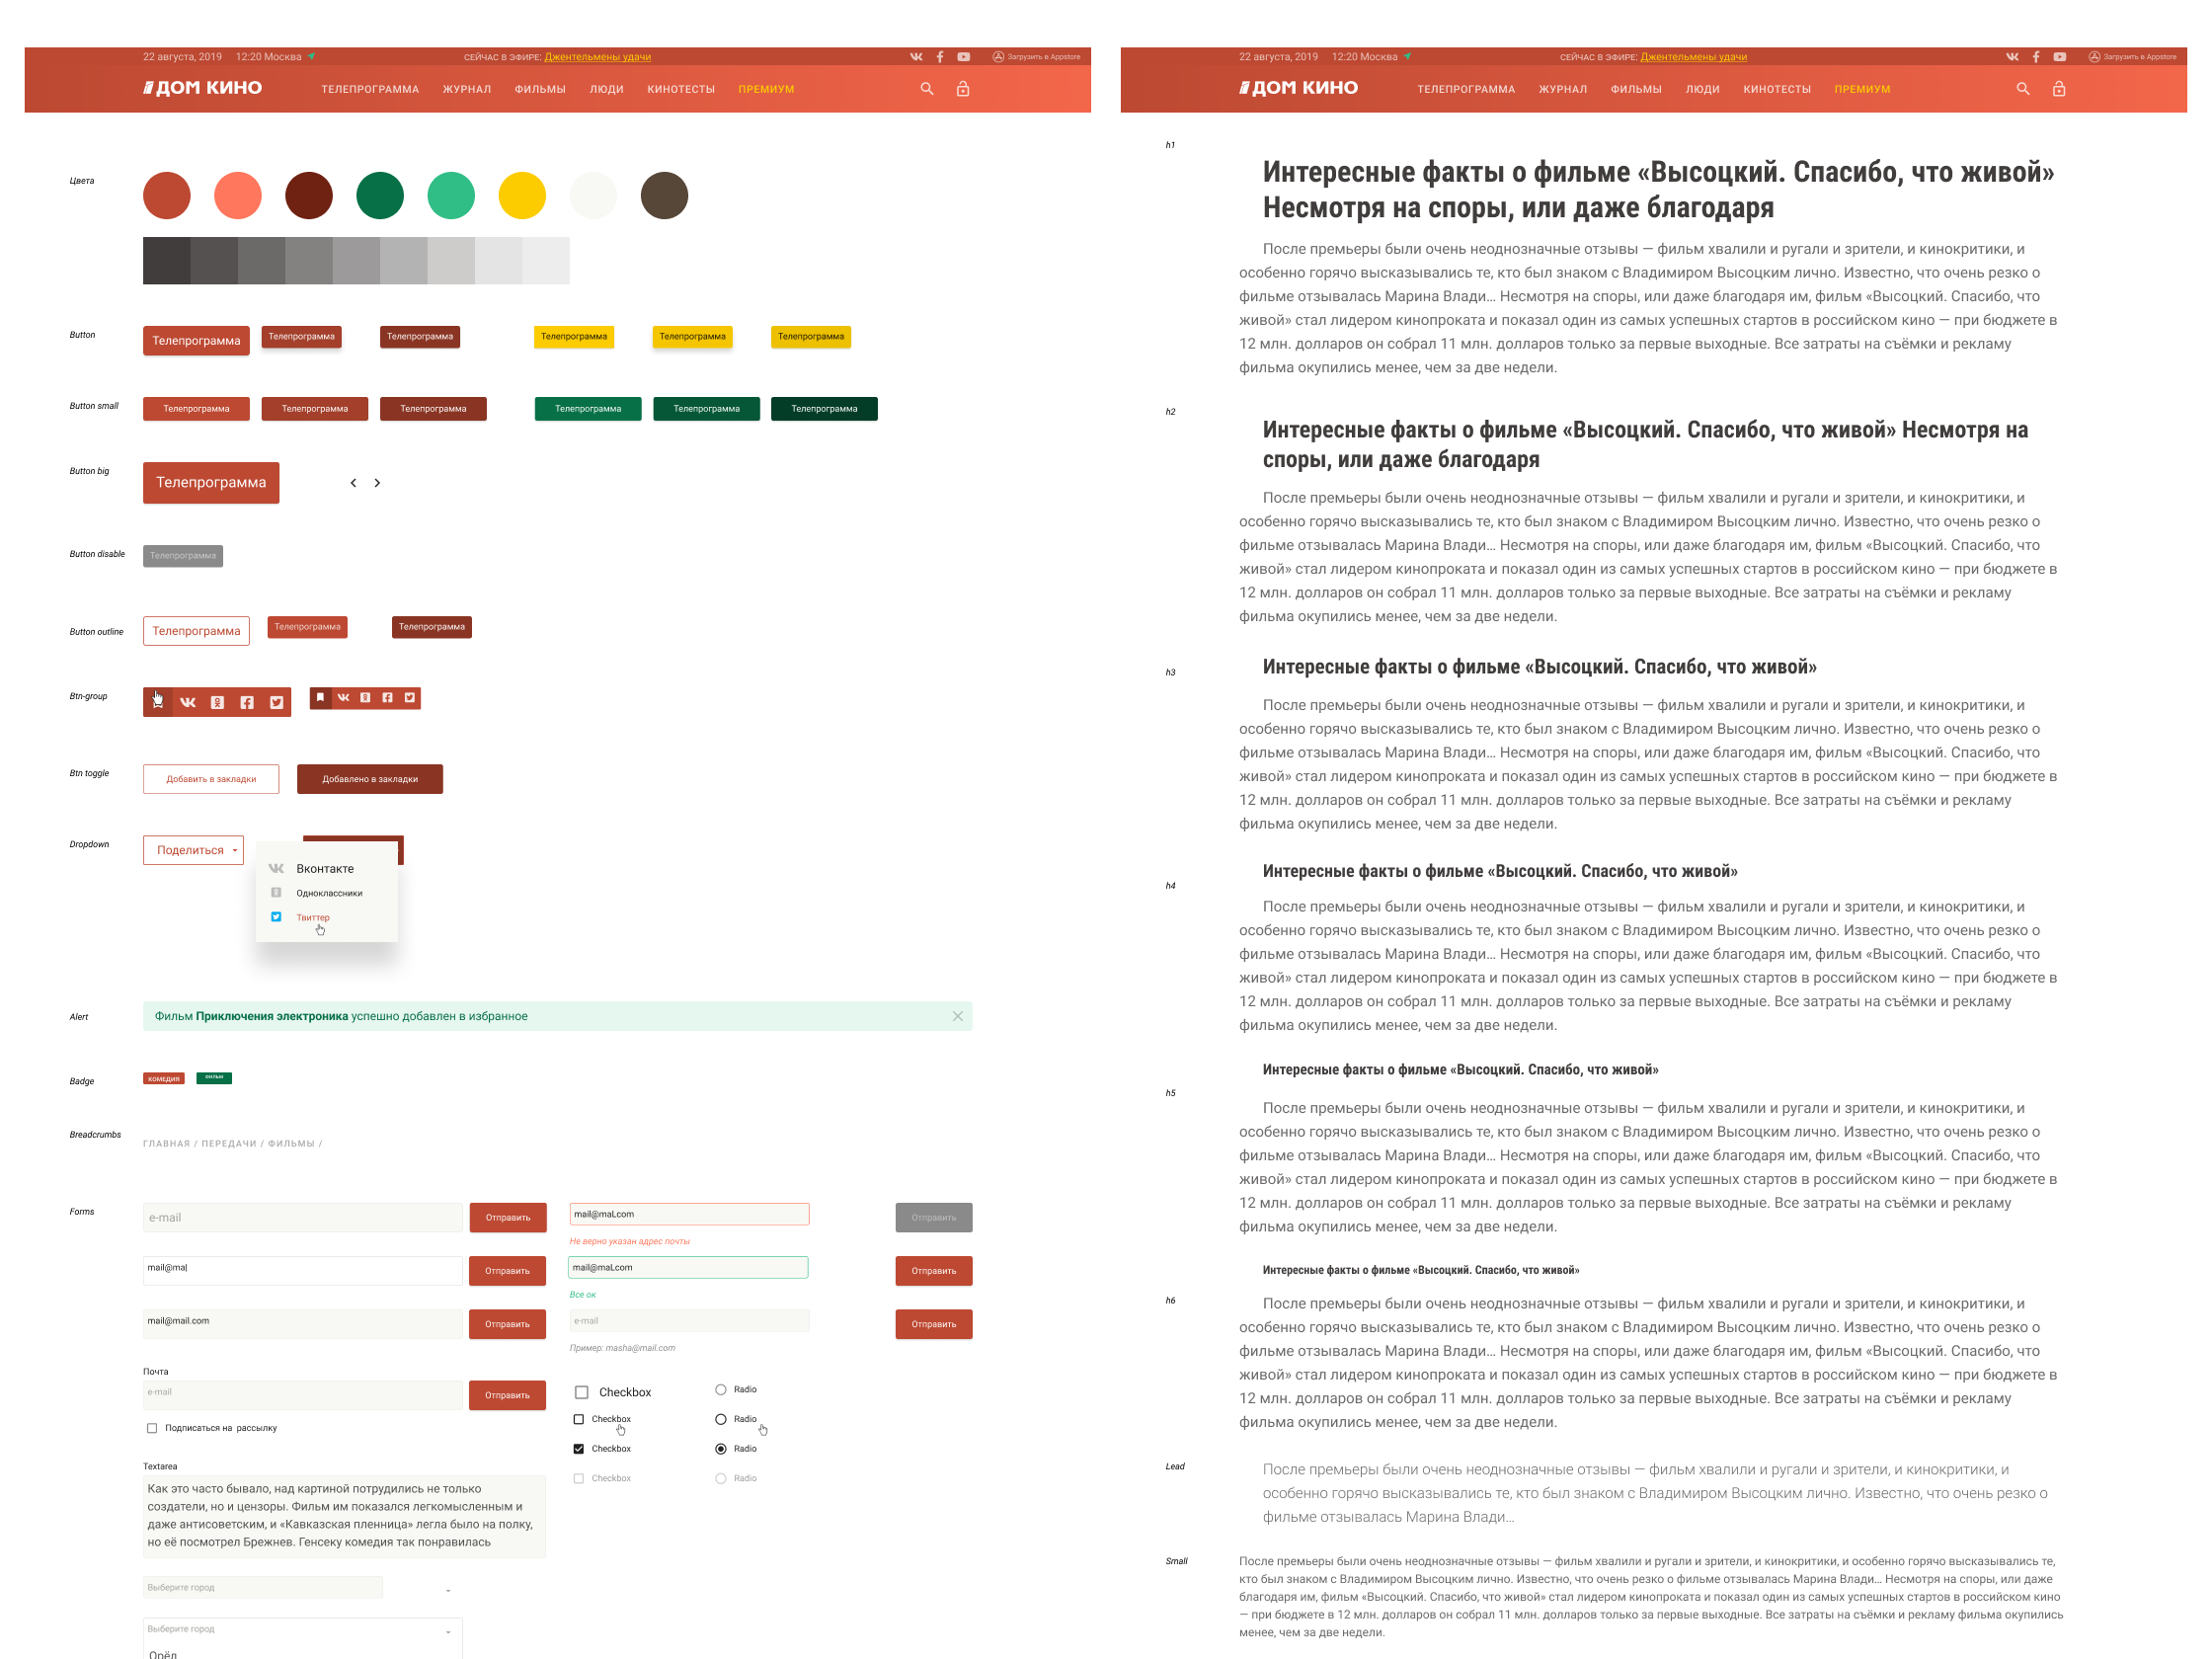 22 августа, 2019 12:20 Москва СЕЙЧАС В ЭФИРЕ: Джентельмены удачи Загрузить в Appstore
ДОМ КИНО ТЕЛЕПРОГРАММА ЖУРНАЛ ФИЛЬМЫ ЛЮДИ КИНОТЕСТЫ ПРЕМИУМ
Цвета
Button Телепрограмма Телепрограмма Телепрограмма Телепрограмма Телепрограмма Телепрограмма
Button small Телепрограмма Телепрограмма Телепрограмма Телепрограмма Телепрограмма Телепрограмма
Button big Телепрограмма
Button disable Телепрограмма
Button outline Телепрограмма Телепрограмма Телепрограмма
Btn-group
Btn toggle Добавить в закладки Добавлено в закладки
Dropdown Поделиться
Вконтакте
Одноклассники
Твиттер
Alert Фильм Приключения электроника успешно добавлен в избранное
Badge КОМЕДИЯ ФИЛЬМ
Breadcrumbs ГЛАВНАЯ / ПЕРЕДАЧИ / ФИЛЬМЫ /
Forms e-mail Отправить mail@mal.com Отправить
Не верно указан адрес почты
mail@ma| Отправить mail@mal.com Отправить
Все ок
mail@mail.com Отправить e-mail Отправить
Пример: masha@mail.com
Почта
e-mail Отправить
Подписаться на рассылку
Checkbox Radio
Checkbox Radio
Checkbox Radio
Checkbox Radio
Textarea
Как это часто бывало, над картиной потрудились не только
создатели, но и цензоры. Фильм им показался легкомысленным и
даже антисоветским, и «Кавказская пленница» легла было на полку,
но её посмотрел Брежнев. Генсеку комедия так понравилась
Выберите город
Выберите город
Орёл
22 августа, 2019 12:20 Москва СЕЙЧАС В ЭФИРЕ: Джентельмены удачи Загрузить в Appstore
ДОМ КИНО ТЕЛЕПРОГРАММА ЖУРНАЛ ФИЛЬМЫ ЛЮДИ КИНОТЕСТЫ ПРЕМИУМ
h1
Интересные факты о фильме «Высоцкий. Спасибо, что живой»
Несмотря на споры, или даже благодаря
После премьеры были очень неоднозначные отзывы — фильм хвалили и ругали и зрители, и кинокритики, и
особенно горячо высказывались те, кто был знаком с Владимиром Высоцким лично. Известно, что очень резко о
фильме отзывалась Марина Влади... Несмотря на споры, или даже благодаря им, фильм «Высоцкий. Спасибо, что
живой» стал лидером кинопроката и показал один из самых успешных стартов в российском кино — при бюджете в
12 млн. долларов он собрал 11 млн. долларов только за первые выходные. Все затраты на съёмки и рекламу
фильма окупились менее, чем за две недели.
h2
Интересные факты о фильме «Высоцкий. Спасибо, что живой» Несмотря на
споры, или даже благодаря
После премьеры были очень неоднозначные отзывы — фильм хвалили и ругали и зрители, и кинокритики, и
особенно горячо высказывались те, кто был знаком с Владимиром Высоцким лично. Известно, что очень резко о
фильме отзывалась Марина Влади... Несмотря на споры, или даже благодаря им, фильм «Высоцкий. Спасибо, что
живой» стал лидером кинопроката и показал один из самых успешных стартов в российском кино — при бюджете в
12 млн. долларов он собрал 11 млн. долларов только за первые выходные. Все затраты на съёмки и рекламу
фильма окупились менее, чем за две недели.
h3
Интересные факты о фильме «Высоцкий. Спасибо, что живой»
После премьеры были очень неоднозначные отзывы — фильм хвалили и ругали и зрители, и кинокритики, и
особенно горячо высказывались те, кто был знаком с Владимиром Высоцким лично. Известно, что очень резко о
фильме отзывалась Марина Влади... Несмотря на споры, или даже благодаря им, фильм «Высоцкий. Спасибо, что
живой» стал лидером кинопроката и показал один из самых успешных стартов в российском кино — при бюджете в
12 млн. долларов он собрал 11 млн. долларов только за первые выходные. Все затраты на съёмки и рекламу
фильма окупились менее, чем за две недели.
h4
Интересные факты о фильме «Высоцкий. Спасибо, что живой»
После премьеры были очень неоднозначные отзывы — фильм хвалили и ругали и зрители, и кинокритики, и
особенно горячо высказывались те, кто был знаком с Владимиром Высоцким лично. Известно, что очень резко о
фильме отзывалась Марина Влади... Несмотря на споры, или даже благодаря им, фильм «Высоцкий. Спасибо, что
живой» стал лидером кинопроката и показал один из самых успешных стартов в российском кино — при бюджете в
12 млн. долларов он собрал 11 млн. долларов только за первые выходные. Все затраты на съёмки и рекламу
фильма окупились менее, чем за две недели.
h5
Интересные факты о фильме «Высоцкий. Спасибо, что живой»
После премьеры были очень неоднозначные отзывы — фильм хвалили и ругали и зрители, и кинокритики, и
особенно горячо высказывались те, кто был знаком с Владимиром Высоцким лично. Известно, что очень резко о
фильме отзывалась Марина Влади... Несмотря на споры, или даже благодаря им, фильм «Высоцкий. Спасибо, что
живой» стал лидером кинопроката и показал один из самых успешных стартов в российском кино — при бюджете в
12 млн. долларов он собрал 11 млн. долларов только за первые выходные. Все затраты на съёмки и рекламу
фильма окупились менее, чем за две недели.
h6
Интересные факты о фильме «Высоцкий. Спасибо, что живой»
После премьеры были очень неоднозначные отзывы — фильм хвалили и ругали и зрители, и кинокритики, и
особенно горячо высказывались те, кто был знаком с Владимиром Высоцким лично. Известно, что очень резко о
фильме отзывалась Марина Влади... Несмотря на споры, или даже благодаря им, фильм «Высоцкий. Спасибо, что
живой» стал лидером кинопроката и показал один из самых успешных стартов в российском кино — при бюджете в
12 млн. долларов он собрал 11 млн. долларов только за первые выходные. Все затраты на съёмки и рекламу
фильма окупились менее, чем за две недели.
Lead
После премьеры были очень неоднозначные отзывы — фильм хвалили и ругали и зрители, и кинокритики, и
особенно горячо высказывались те, кто был знаком с Владимиром Высоцким лично. Известно, что очень резко о
фильме отзывалась Марина Влади...
Small
После премьеры были очень неоднозначные отзывы — фильм хвалили и ругали и зрители, и кинокритики, и особенно горячо высказывались те,
кто был знаком с Владимиром Высоцким лично. Известно, что очень резко о фильме отзывалась Марина Влади... Несмотря на споры, или даже
благодаря им, фильм «Высоцкий. Спасибо, что живой» стал лидером кинопроката и показал один из самых успешных стартов в российском кино
— при бюджете в 12 млн. долларов он собрал 11 млн. долларов только за первые выходные. Все затраты на съёмки и рекламу фильма окупились
менее, чем за две недели.